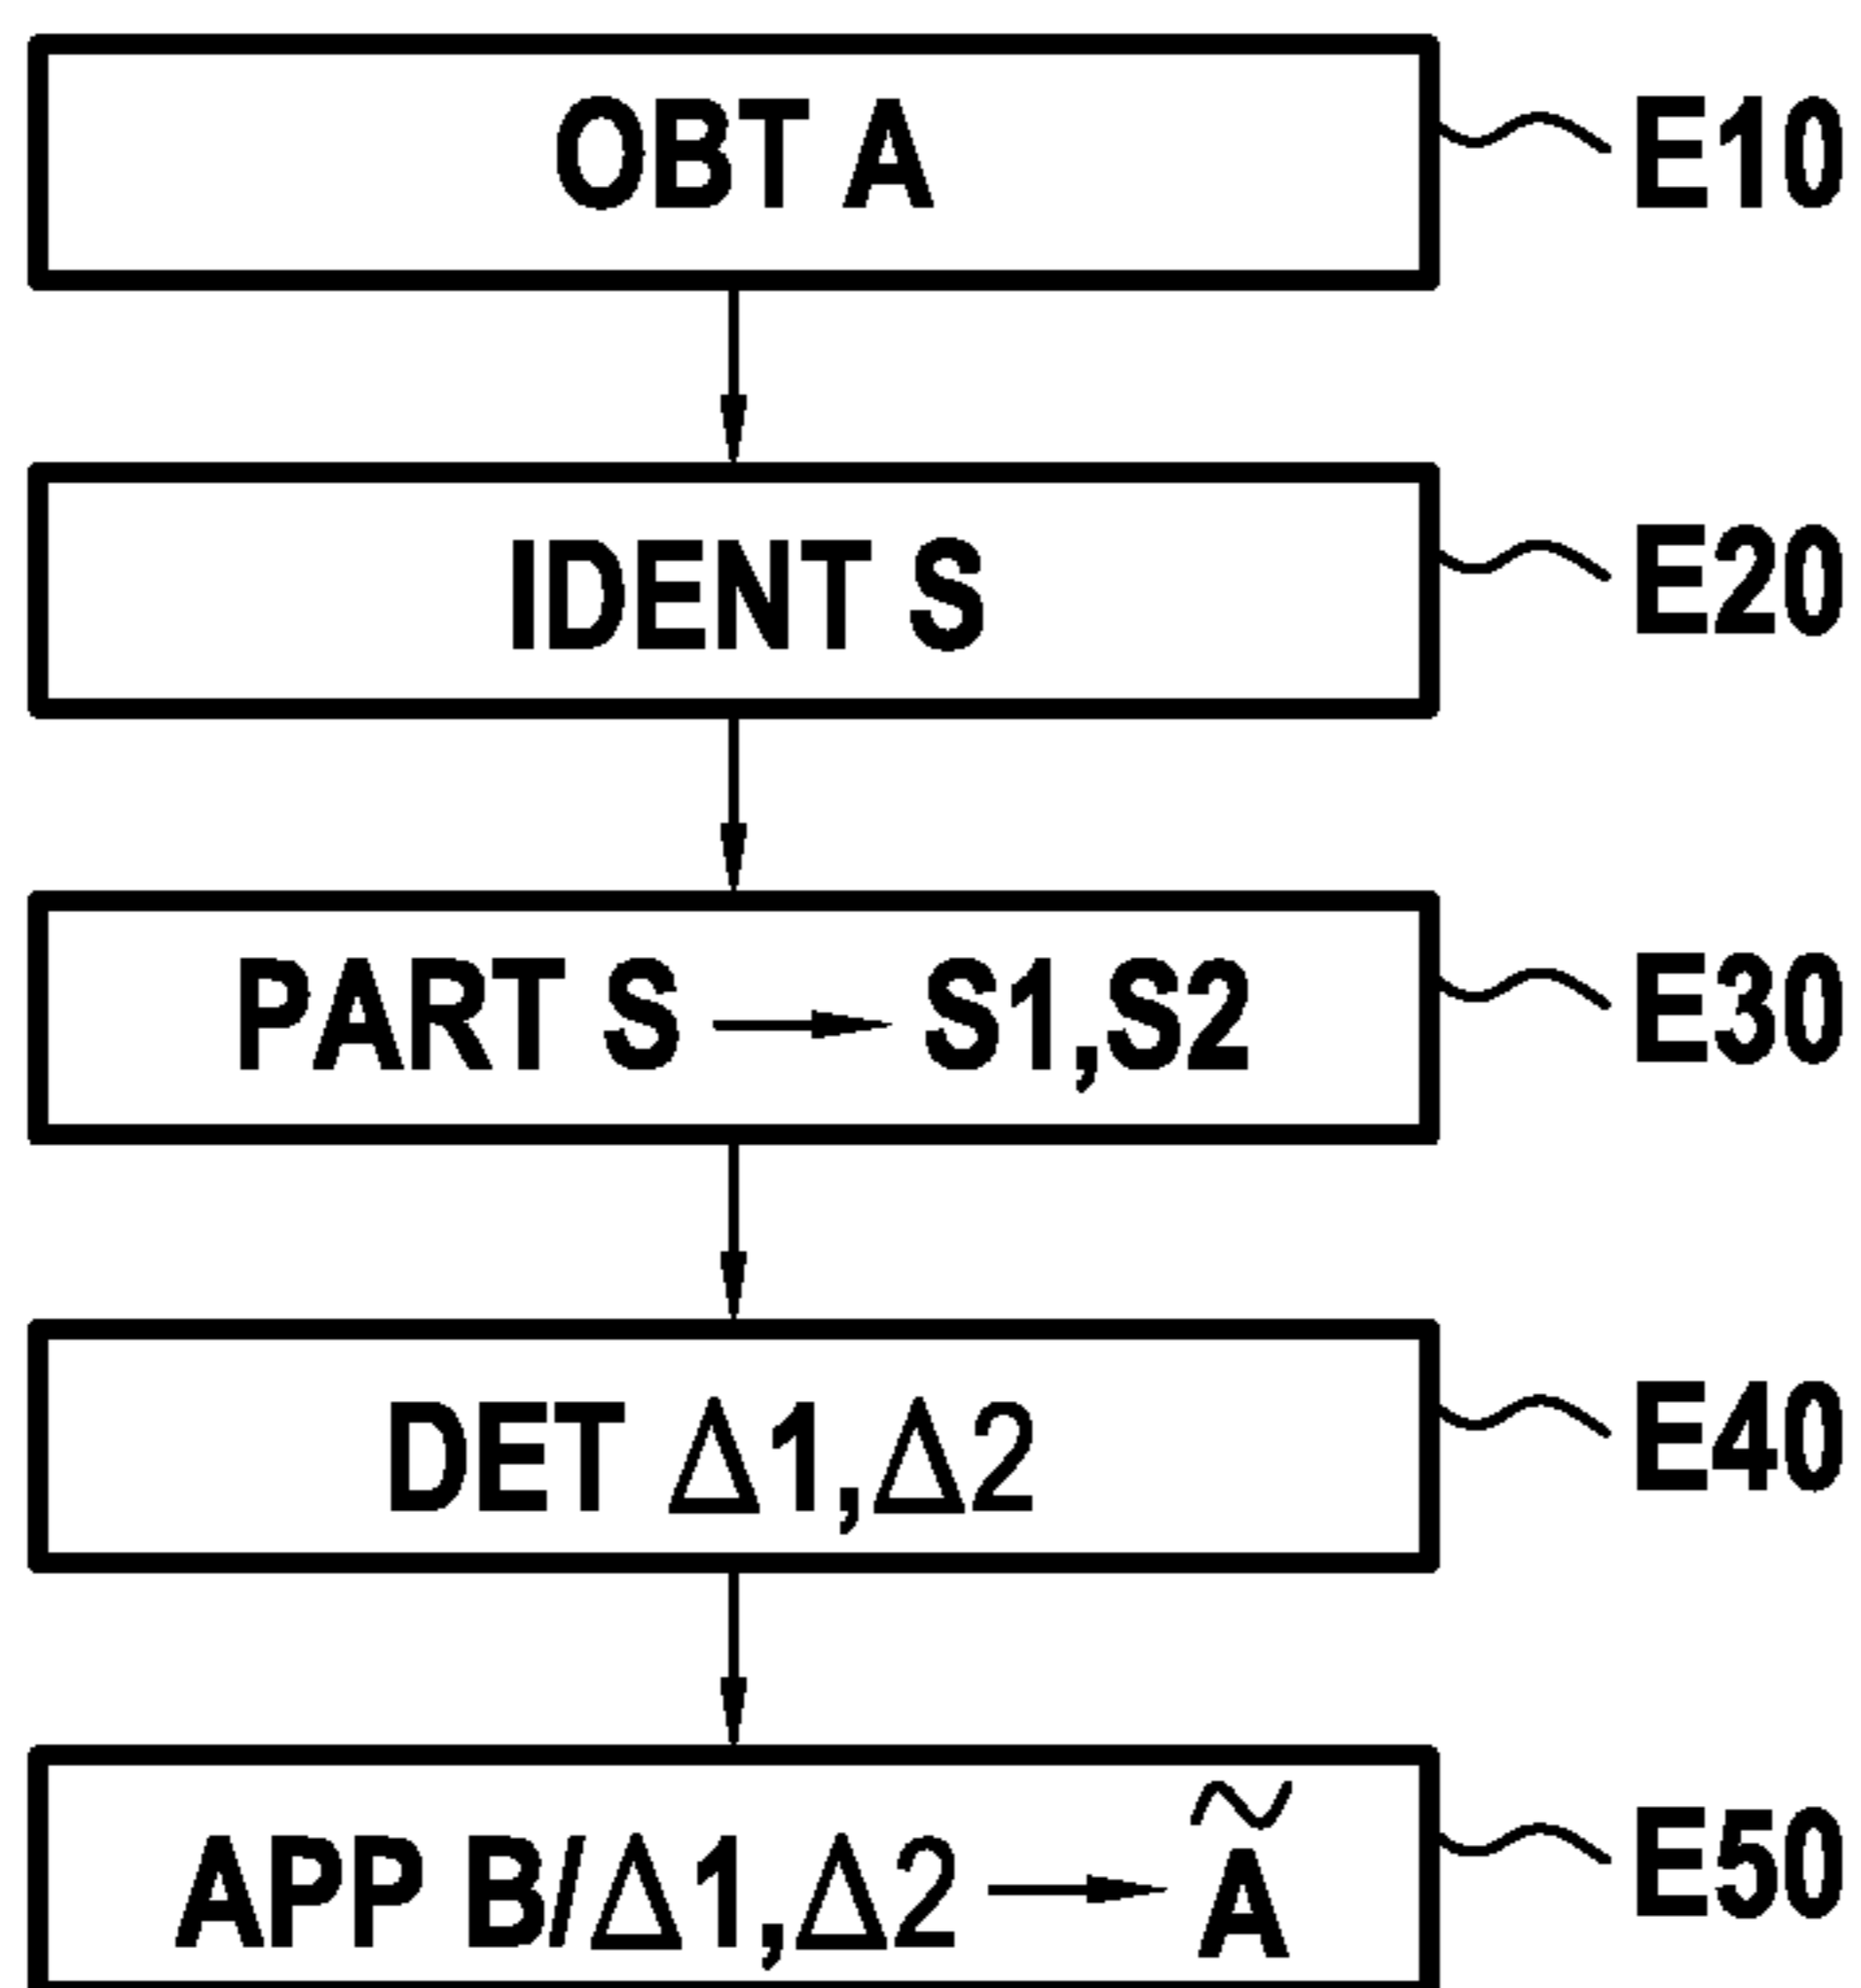 OBT A E10
IDENT S E20
PART S → S1,S2 E30
DET Δ1,Δ2 E40
APP B/Δ1,Δ2 → Ã E50